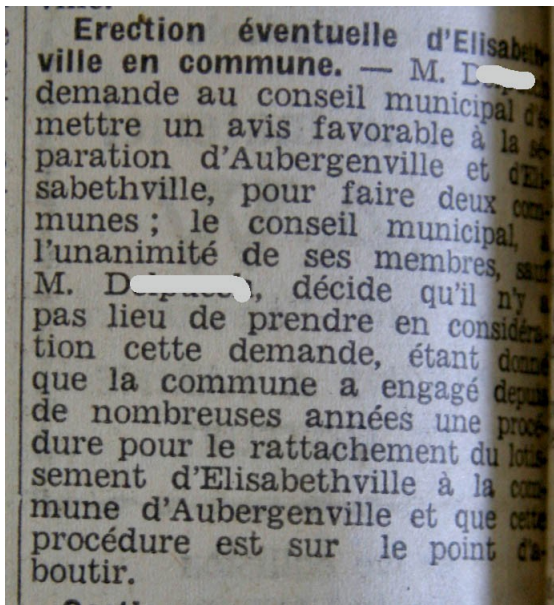 Erection éventuelle d'Elisabeth-
ville en commune. — M. D
demande au conseil municipal d'é-
mettre un avis favorable à la sé-
paration d'Aubergenville et d'Eli-
sabethville, pour faire deux com-
munes ; le conseil municipal, à
l'unanimité de ses membres, sauf
M. D, décide qu'il n'y a
pas lieu de prendre en considéra-
tion cette demande, étant donné
que la commune a engagé depuis
de nombreuses années une procé-
dure pour le rattachement du lotis-
sement d'Elisabethville à la com-
mune d'Aubergenville et que cette
procédure est sur le point d'a-
boutir.